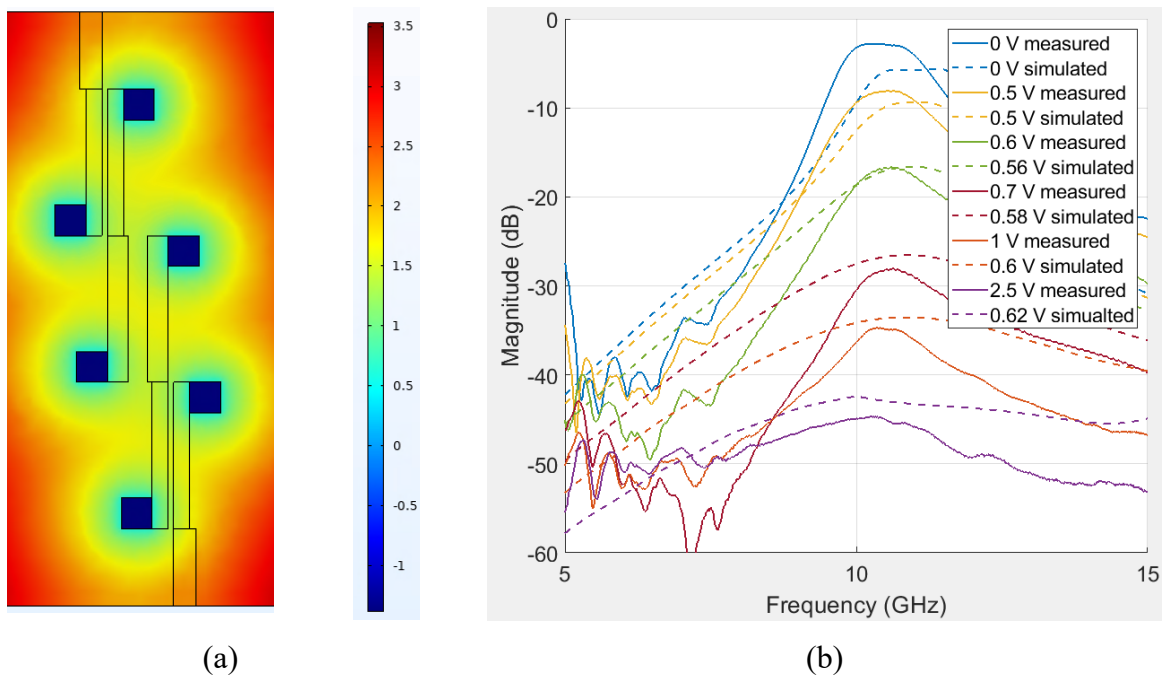 3.5
3
2.5
2
1.5
1
0.5
0
-0.5
-1
(a)
0
-10
-20
-30
-40
-50
-60
Magnitude (dB)
5
10
15
Frequency (GHz)
0 V measured
0 V simulated
0.5 V measured
0.5 V simulated
0.6 V measured
0.56 V simulated
0.7 V measured
0.58 V simulated
1 V measured
0.6 V simulated
2.5 V measured
0.62 V simualted
(b)